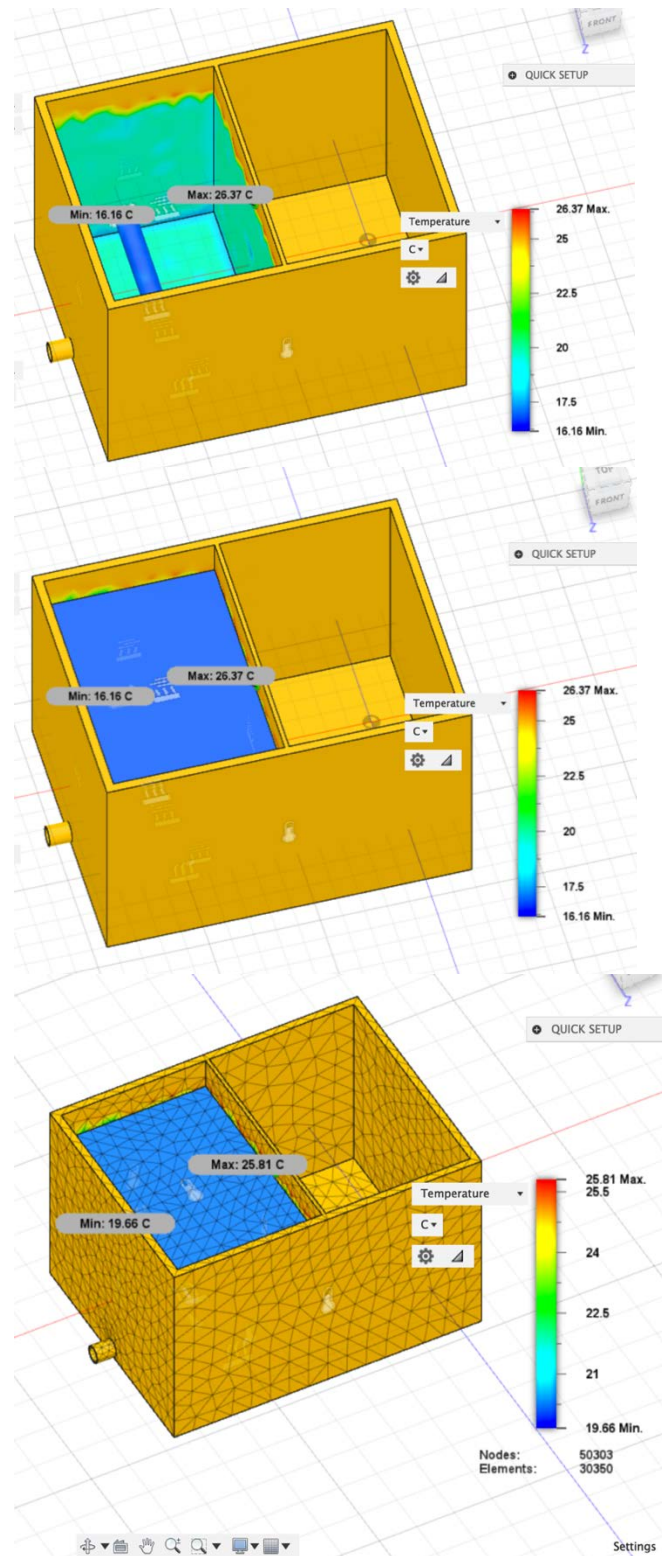 FRONT
Z
QUICK SETUP
Max: 26.37 C
Min: 16.16 C
Temperature
C
26.37 Max.
25
22.5
20
17.5
16.16 Min.
TOP
FRONT
Z
QUICK SETUP
Max: 26.37 C
Min: 16.16 C
Temperature
C
26.37 Max.
25
22.5
20
17.5
16.16 Min.
Z
QUICK SETUP
Max: 25.81 C
Min: 19.66 C
Temperature
C
25.81 Max.
25.5
24
22.5
21
19.66 Min.
Nodes: 50303
Elements: 30350
Settings